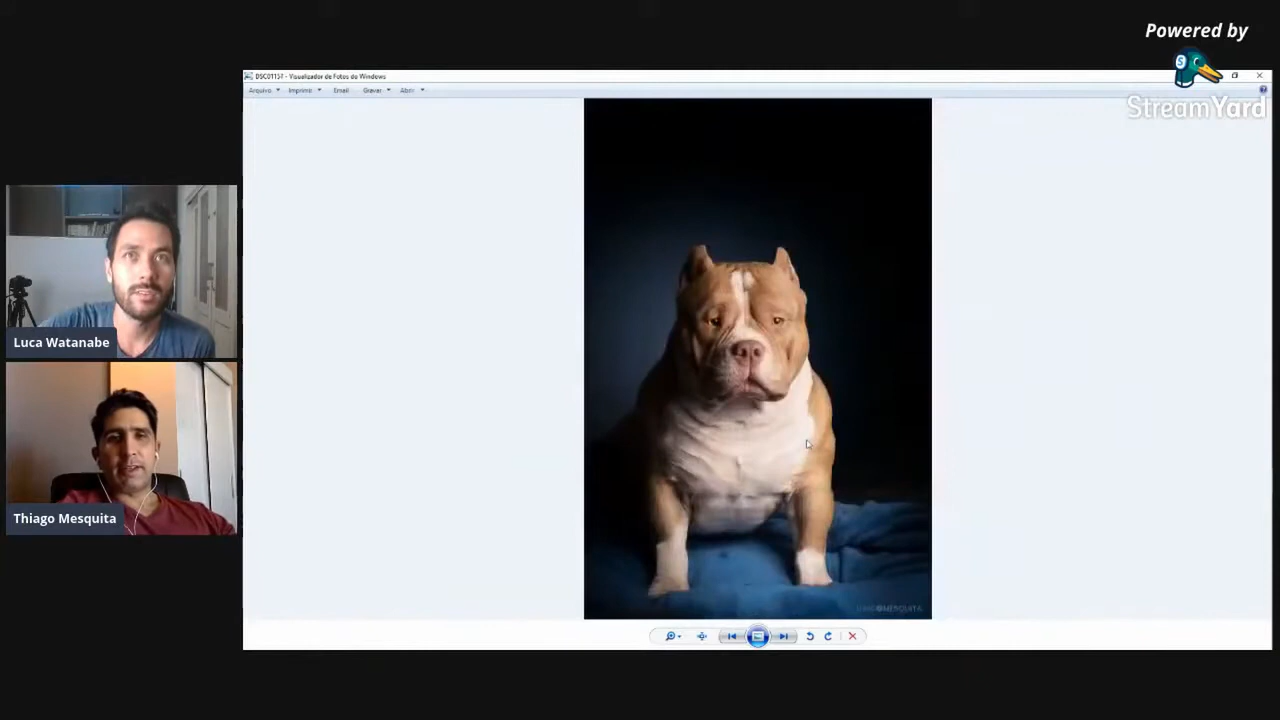 Powered by
StreamYard
DSC01157 - Visualizador de Fotos do Windows
Arquivo Imprimir Email Gravar Abrir
Luca Watanabe
Thiago Mesquita